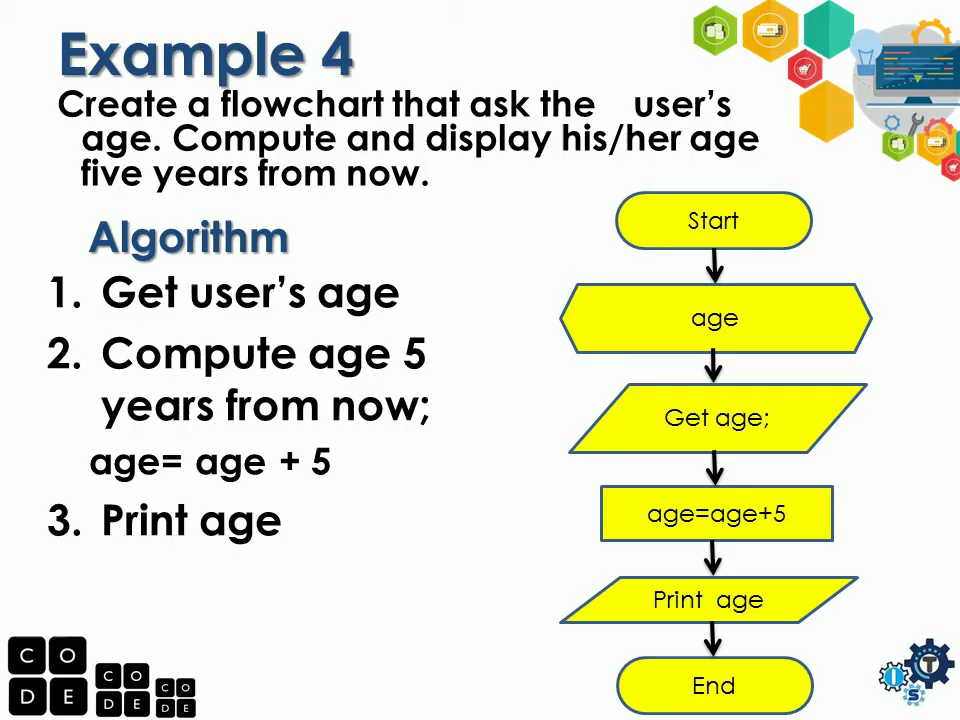 Example 4
Create a flowchart that ask the user’s
age. Compute and display his/her age
five years from now.
Algorithm
1. Get user’s age
2. Compute age 5
years from now;
age= age + 5
3. Print age
Start
age
Get age;
age=age+5
Print age
End
C O
D E
C O
D E
C O
D E
I T
S